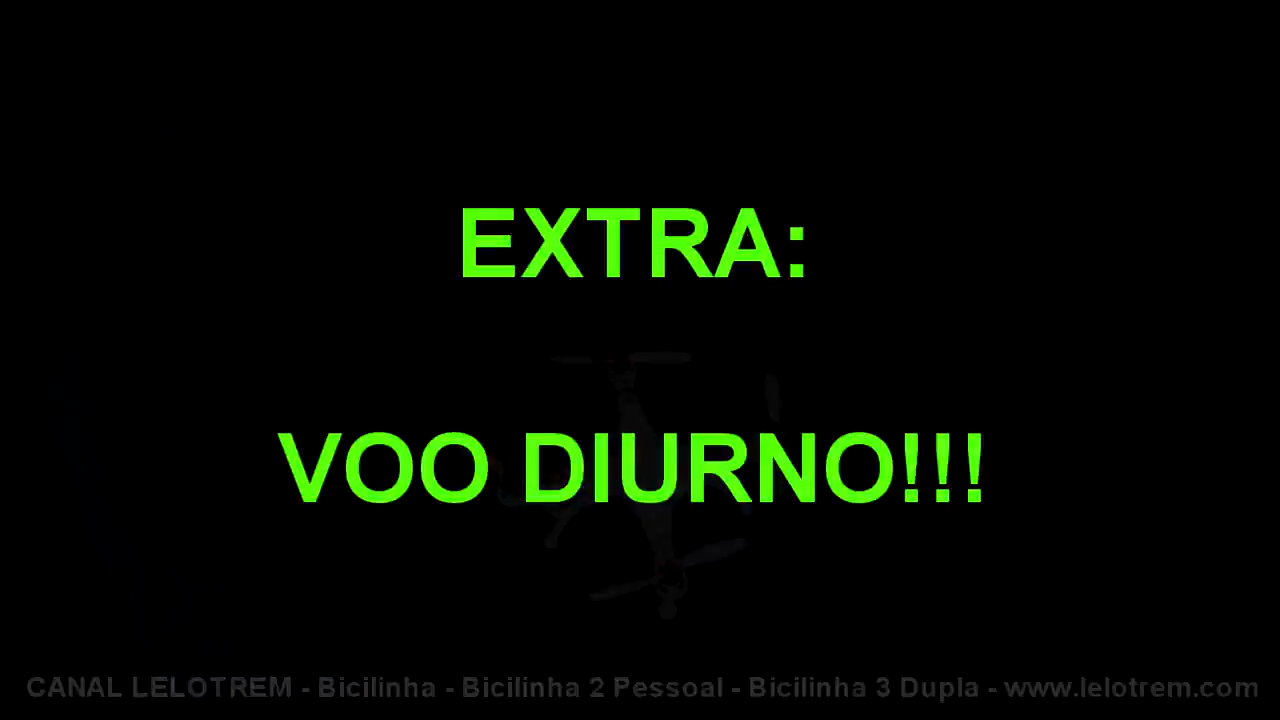 EXTRA:
VOO DIURNO!!!
CANAL LELOTREM - Bicilinha - Bicilinha 2 Pessoal - Bicilinha 3 Dupla - www.lelotrem.com